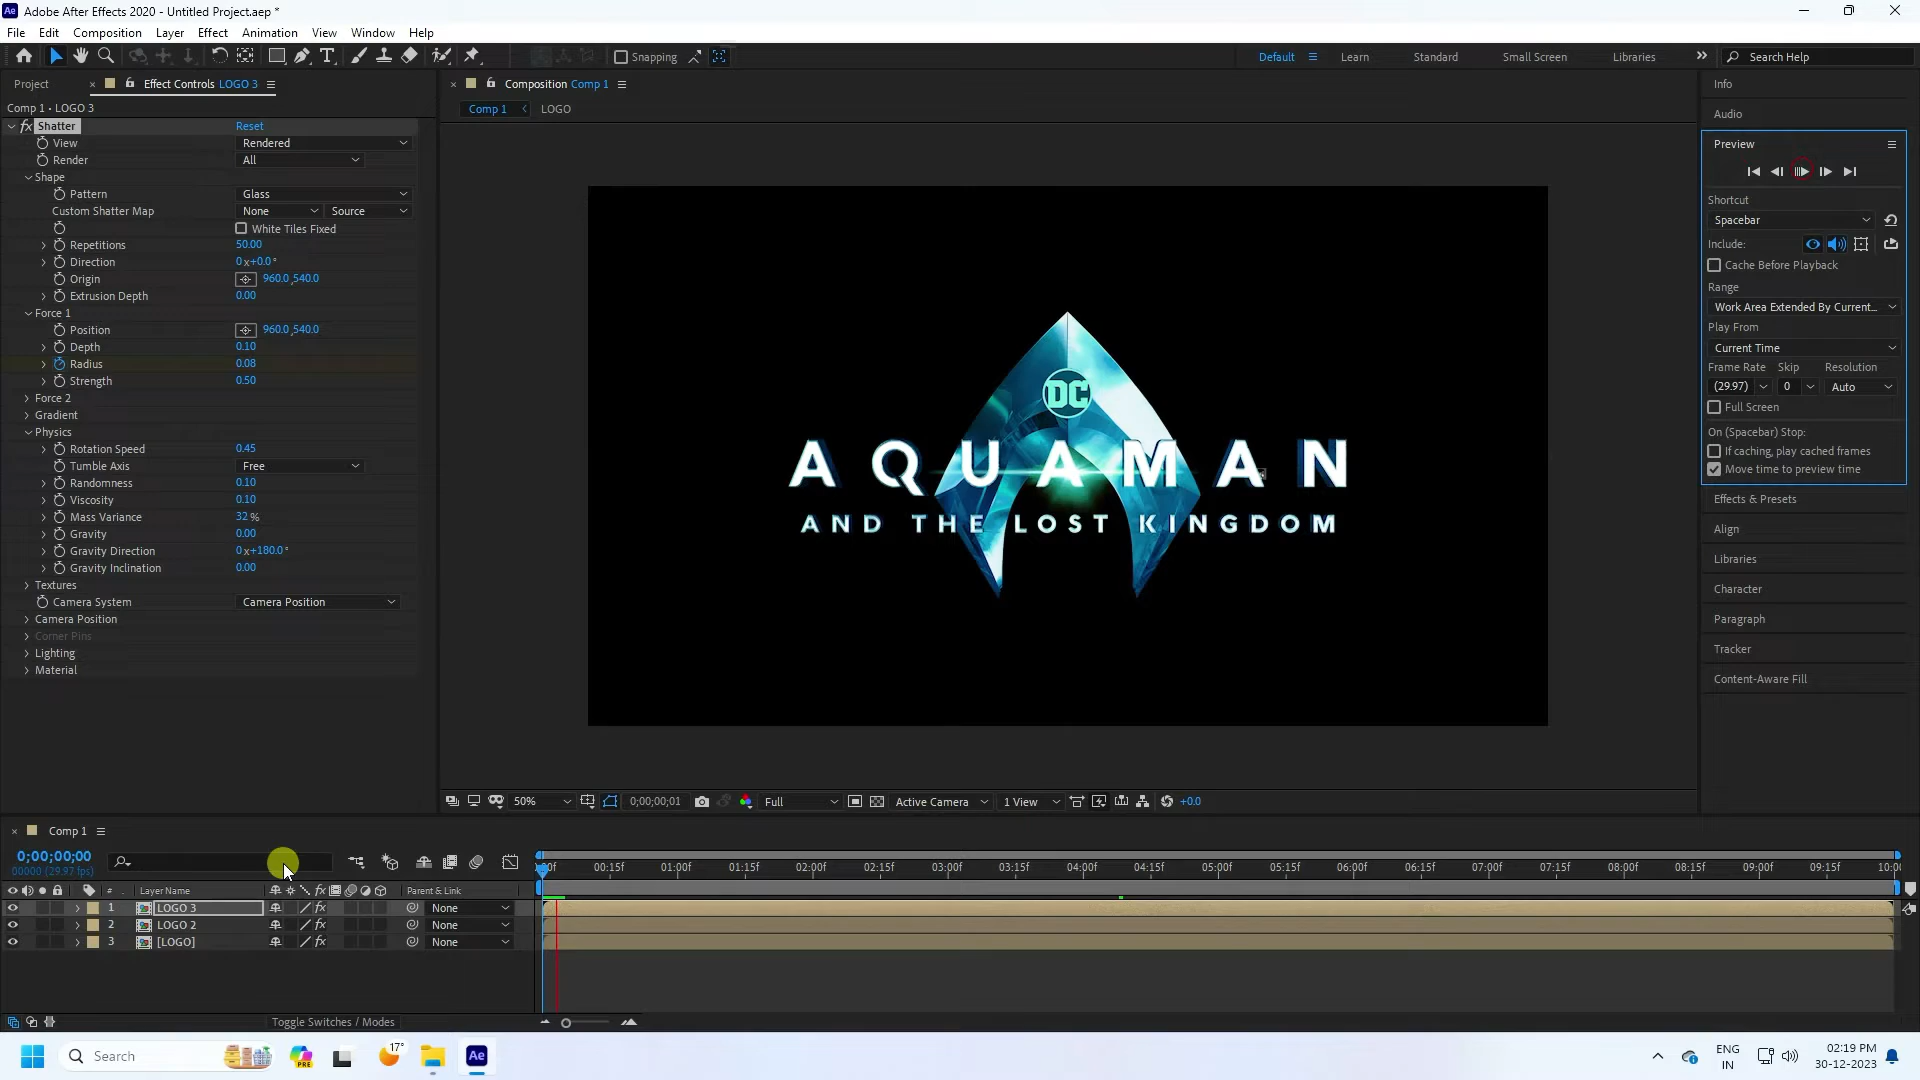 Adobe After Effects 2020 - Untitled Project.aep *
File Edit Composition Layer Effect Animation View Window Help
Snapping Default Learn Standard Small Screen Libraries Search Help
Project Effect Controls LOGO 3
Comp 1 • LOGO 3
fx Shatter Reset
View Rendered
Render All
Shape
Pattern Glass
Custom Shatter Map None Source
White Tiles Fixed
Repetitions 50.00
Direction 0x+0.0°
Origin 960.0,540.0
Extrusion Depth 0.00
Force 1
Position 960.0,540.0
Depth 0.10
Radius 0.08
Strength 0.50
Force 2
Gradient
Physics
Rotation Speed 0.45
Tumble Axis Free
Randomness 0.10
Viscosity 0.10
Mass Variance 32%
Gravity 0.00
Gravity Direction 0x+180.0°
Gravity Inclination 0.00
Textures
Camera System Camera Position
Camera Position
Corner Pins
Lighting
Material
Composition Comp 1
Comp 1 LOGO
DC
AQUAMAN
AND THE LOST KINGDOM
50% 0;00;00;01 Full Active Camera 1 View +0.0
Info
Audio
Preview
Shortcut
Spacebar
Include:
Cache Before Playback
Range
Work Area Extended By Current...
Play From
Current Time
Frame Rate Skip Resolution
(29.97) 0 Auto
Full Screen
On (Spacebar) Stop:
If caching, play cached frames
Move time to preview time
Effects & Presets
Align
Libraries
Character
Paragraph
Tracker
Content-Aware Fill
Comp 1
0;00;00;00
00000 (29.97 fps)
00:15f 01:00f 01:15f 02:00f 02:15f 03:00f 03:15f 04:00f 04:15f 05:00f 05:15f 06:00f 06:15f 07:00f 07:15f 08:00f 08:15f 09:00f 09:15f 10:00
# Layer Name fx Parent & Link
1 LOGO 3 fx None
2 LOGO 2 fx None
3 [LOGO] fx None
Toggle Switches / Modes
Search PRE 17° Ae
ENG
IN
02:19 PM
30-12-2023